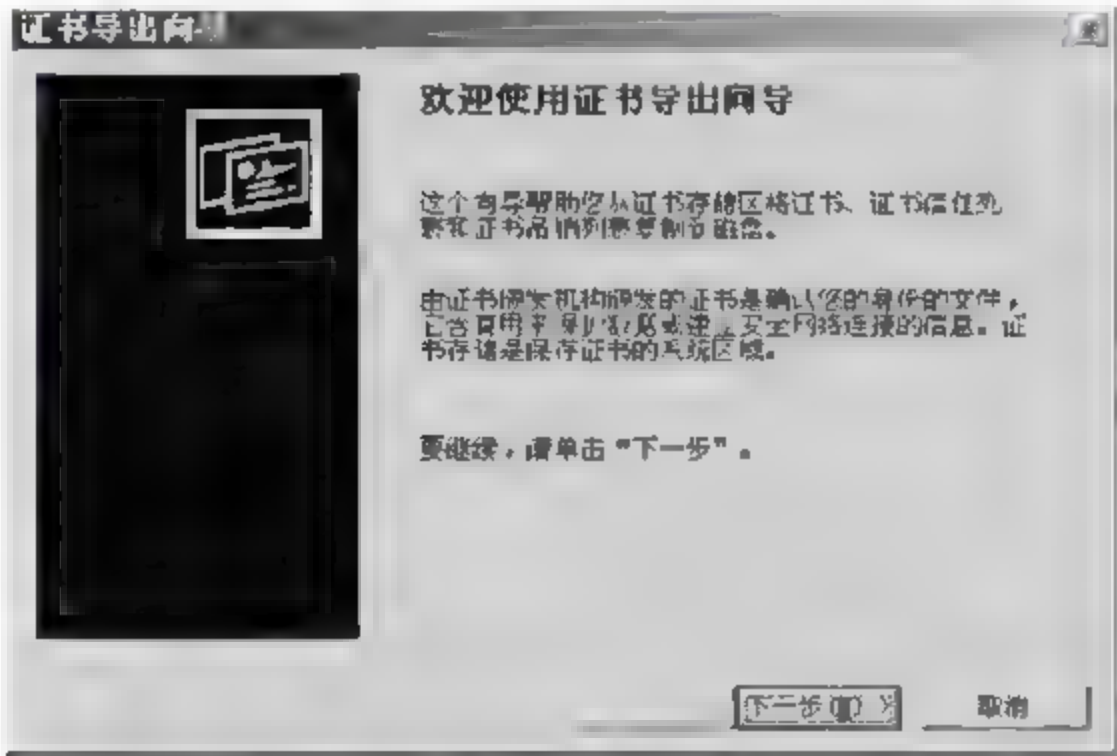 证书导出向导
欢迎使用证书导出向导
这个向导帮助您从证书存储区将证书、证书信任列
表和证书吊销列表复制到磁盘。
由证书颁发机构颁发的证书是确认您的身份的文件，
它含有用来保护数据或建立安全网络连接的信息。证
书存储是保存证书的系统区域。
要继续，请单击“下一步”。
下一步(N) >
取消